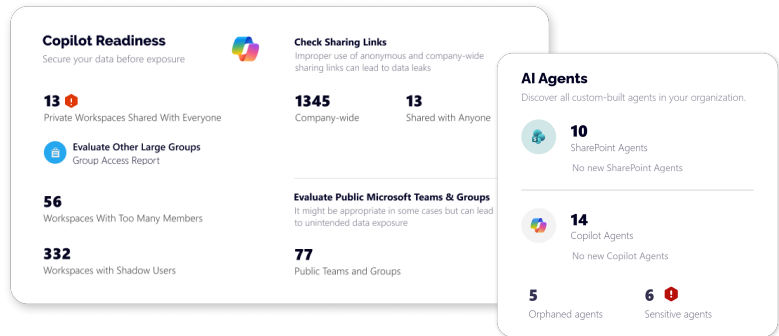 Copilot Readiness
Secure your data before exposure
13
Private Workspaces Shared With Everyone
Evaluate Other Large Groups
Group Access Report
56
Workspaces With Too Many Members
332
Workspaces with Shadow Users
Check Sharing Links
Improper use of anonymous and company-wide
sharing links can lead to data leaks
1345
Company-wide
13
Shared with Anyone
Evaluate Public Microsoft Teams & Groups
It might be appropriate in some cases but can lead
to unintended data exposure
77
Public Teams and Groups
AI Agents
Discover all custom-built agents in your organization.
10
SharePoint Agents
No new SharePoint Agents
14
Copilot Agents
No new Copilot Agents
5
Orphaned agents
6
Sensitive agents